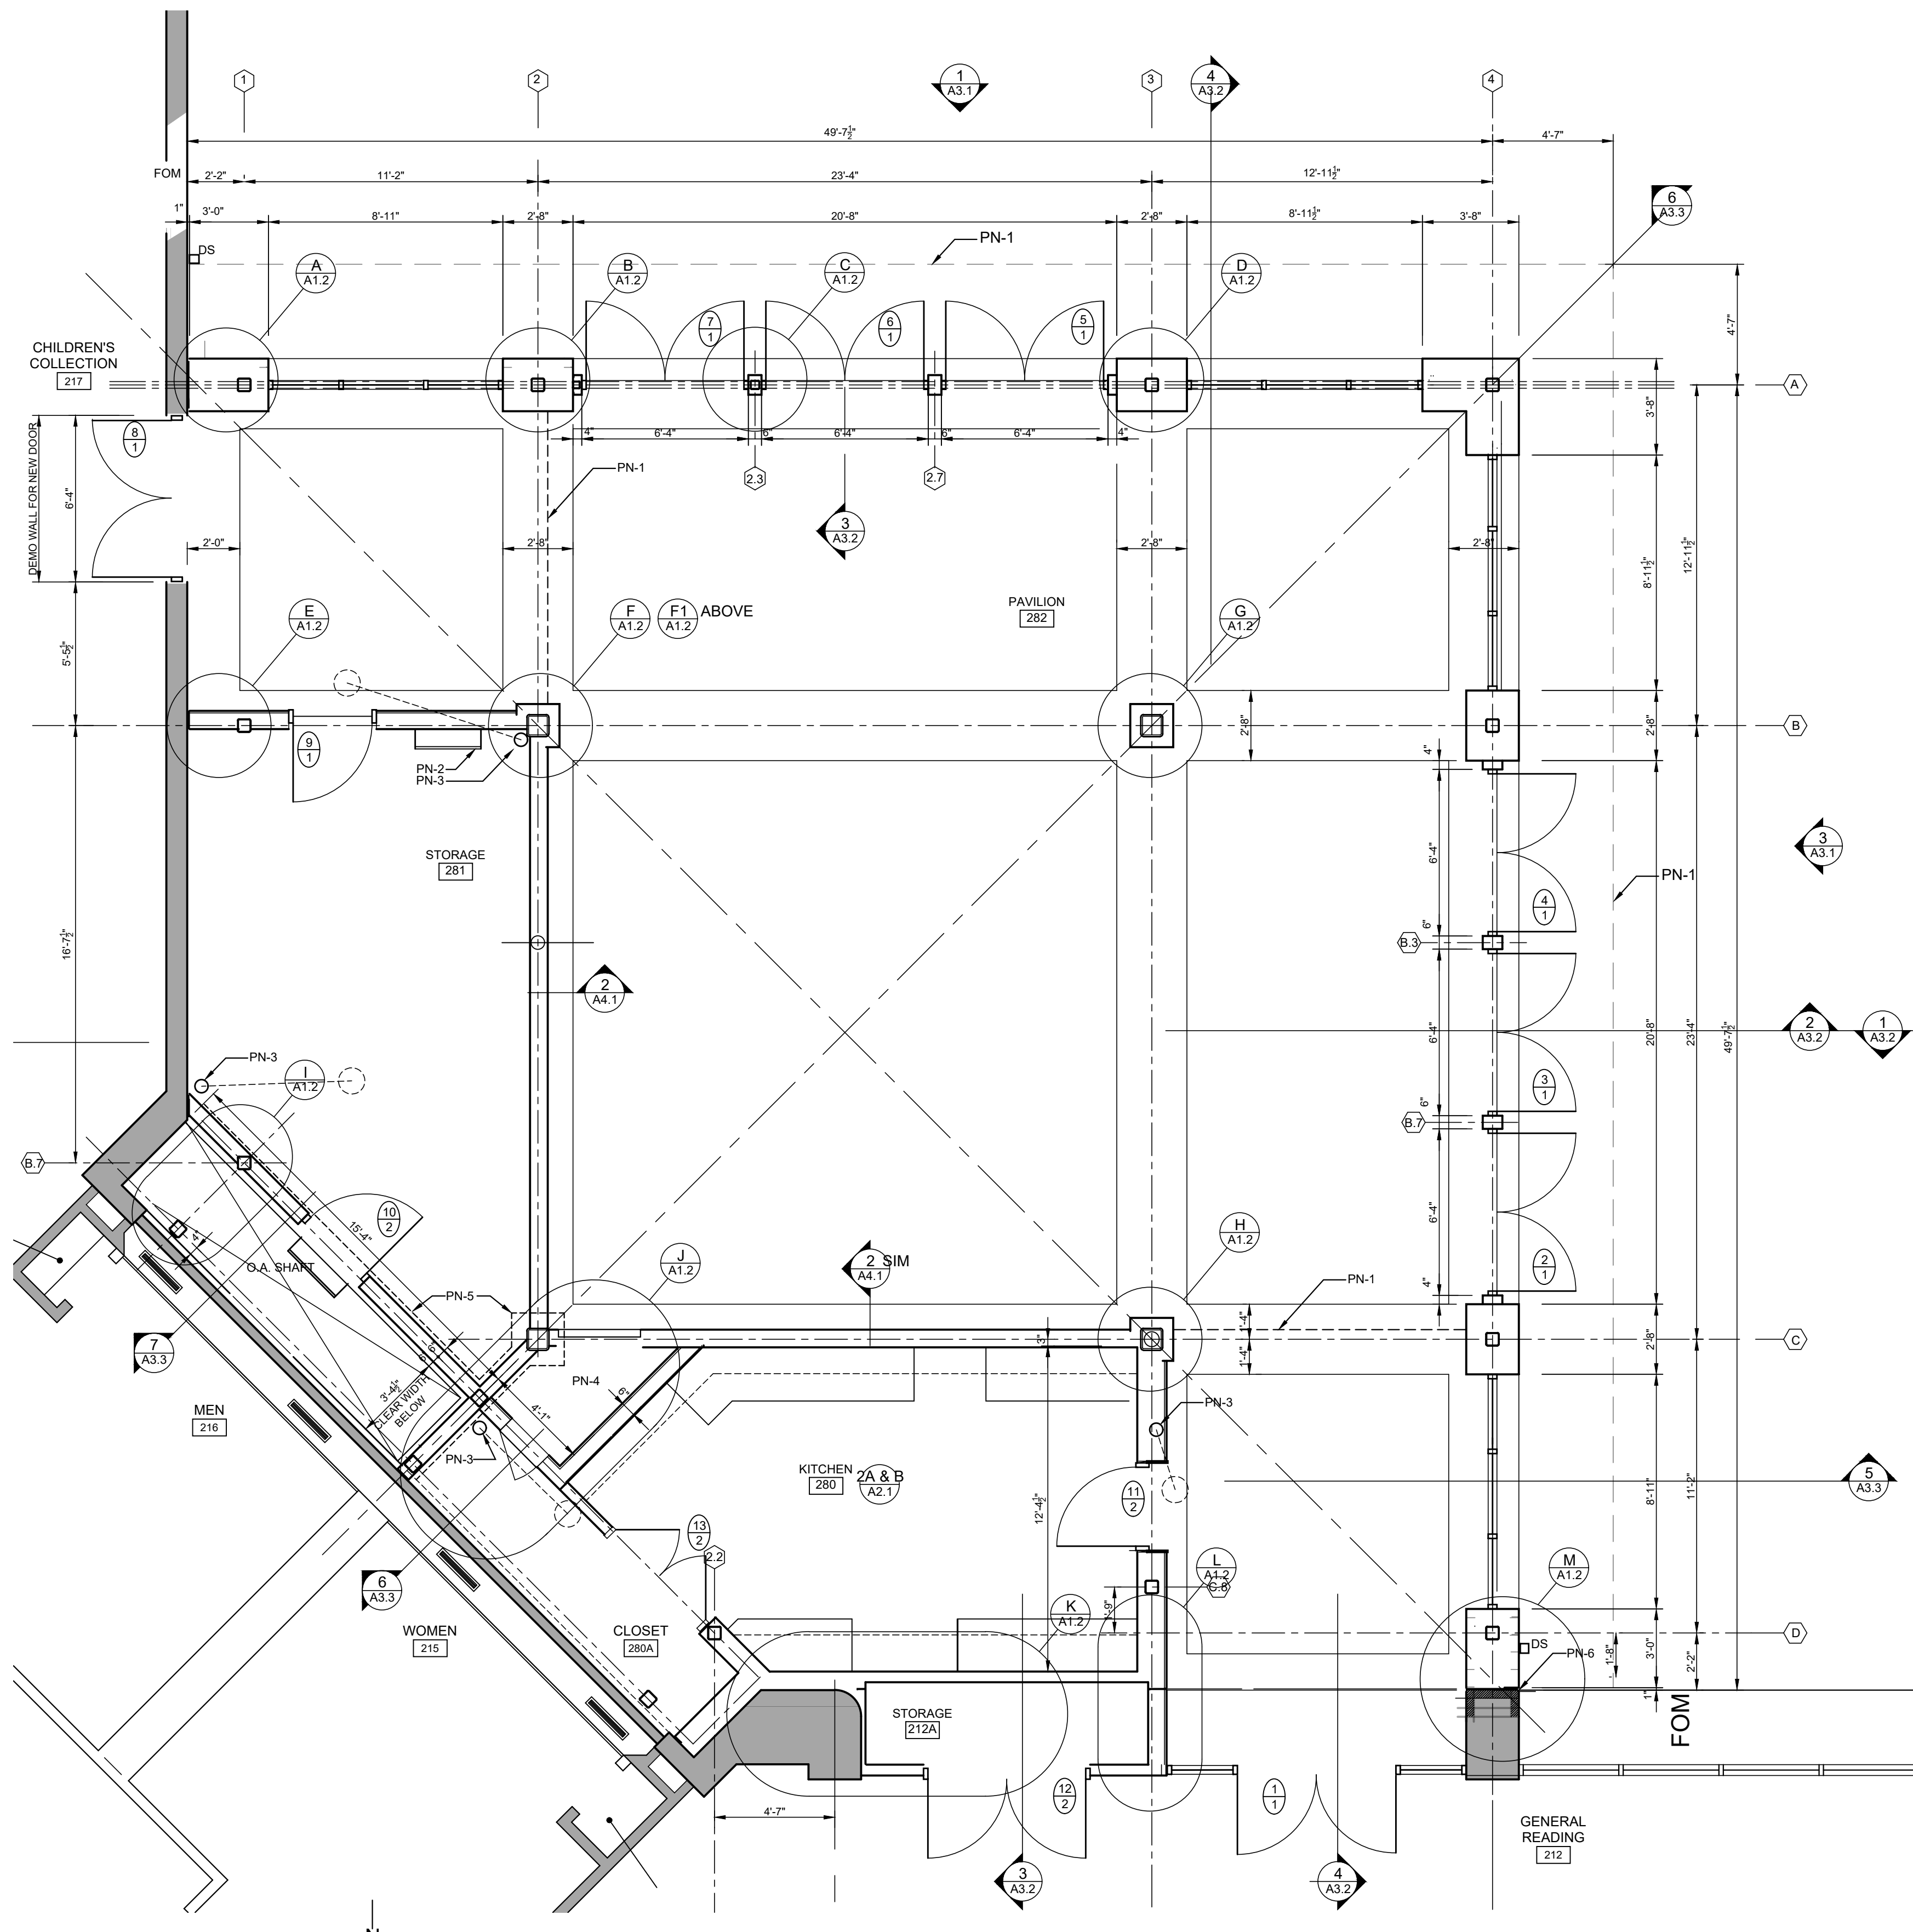 1
2
1
A3.1
3
4
A3.2
4
49'-7½"
4'-7"
FOM
2'-2"
11'-2"
23'-4"
12'-11½"
6
A3.3
1"
3'-0"
8'-11"
2'-8"
20'-8"
2'-8"
8'-11½"
3'-8"
DS
PN-1
A
A1.2
B
A1.2
C
A1.2
D
A1.2
4'-7"
7
1
6
1
5
1
CHILDREN'S
COLLECTION
217
A
3'-8"
8
1
4"
6'-4"
6"
6'-4"
6"
6'-4"
4"
PN-1
2.3
2.7
DEMO WALL FOR NEW DOOR
6'-4"
3
A3.2
2'-0"
2'-8"
2'-8"
2'-8"
8'-11½"
12'-11½"
PAVILION
282
E
A1.2
F
A1.2
F1
A1.2
ABOVE
G
A1.2
5'-5½"
9
1
PN-2
PN-3
2'-8"
2'-8"
B
4"
STORAGE
281
6'-4"
3
A3.1
PN-1
4
1
6"
B.3
16'-7½"
2
A4.1
6'-4"
20'-8"
23'-4"
49'-7½"
2
A3.2
1
A3.2
PN-3
I
A1.2
3
1
6"
B.7
B.7
10
2
15'-4"
4"
6'-4"
H
A1.2
J
A1.2
2 SIM
A4.1
O.A. SHAFT
2
1
4"
PN-1
PN-5
7
A3.3
1'-4"
3"
1'-4"
2'-8"
C
6'-6"
3'-4½"
CLEAR WIDTH
BELOW
PN-4
6"
4'-1"
PN-3
MEN
216
PN-3
KITCHEN
280
2A & B
A2.1
12'-4½"
11
2
8'-11"
11'-2"
5
A3.3
13
2
2.2
6
A3.3
L
A1.2
C.8
M
A1.2
K
A1.2
1'-9"
WOMEN
215
CLOSET
280A
D
DS
PN-6
1'-8"
3'-0"
2'-2"
1"
FOM
STORAGE
212A
4'-7"
12
2
1
1
GENERAL
READING
212
3
A3.2
4
A3.2